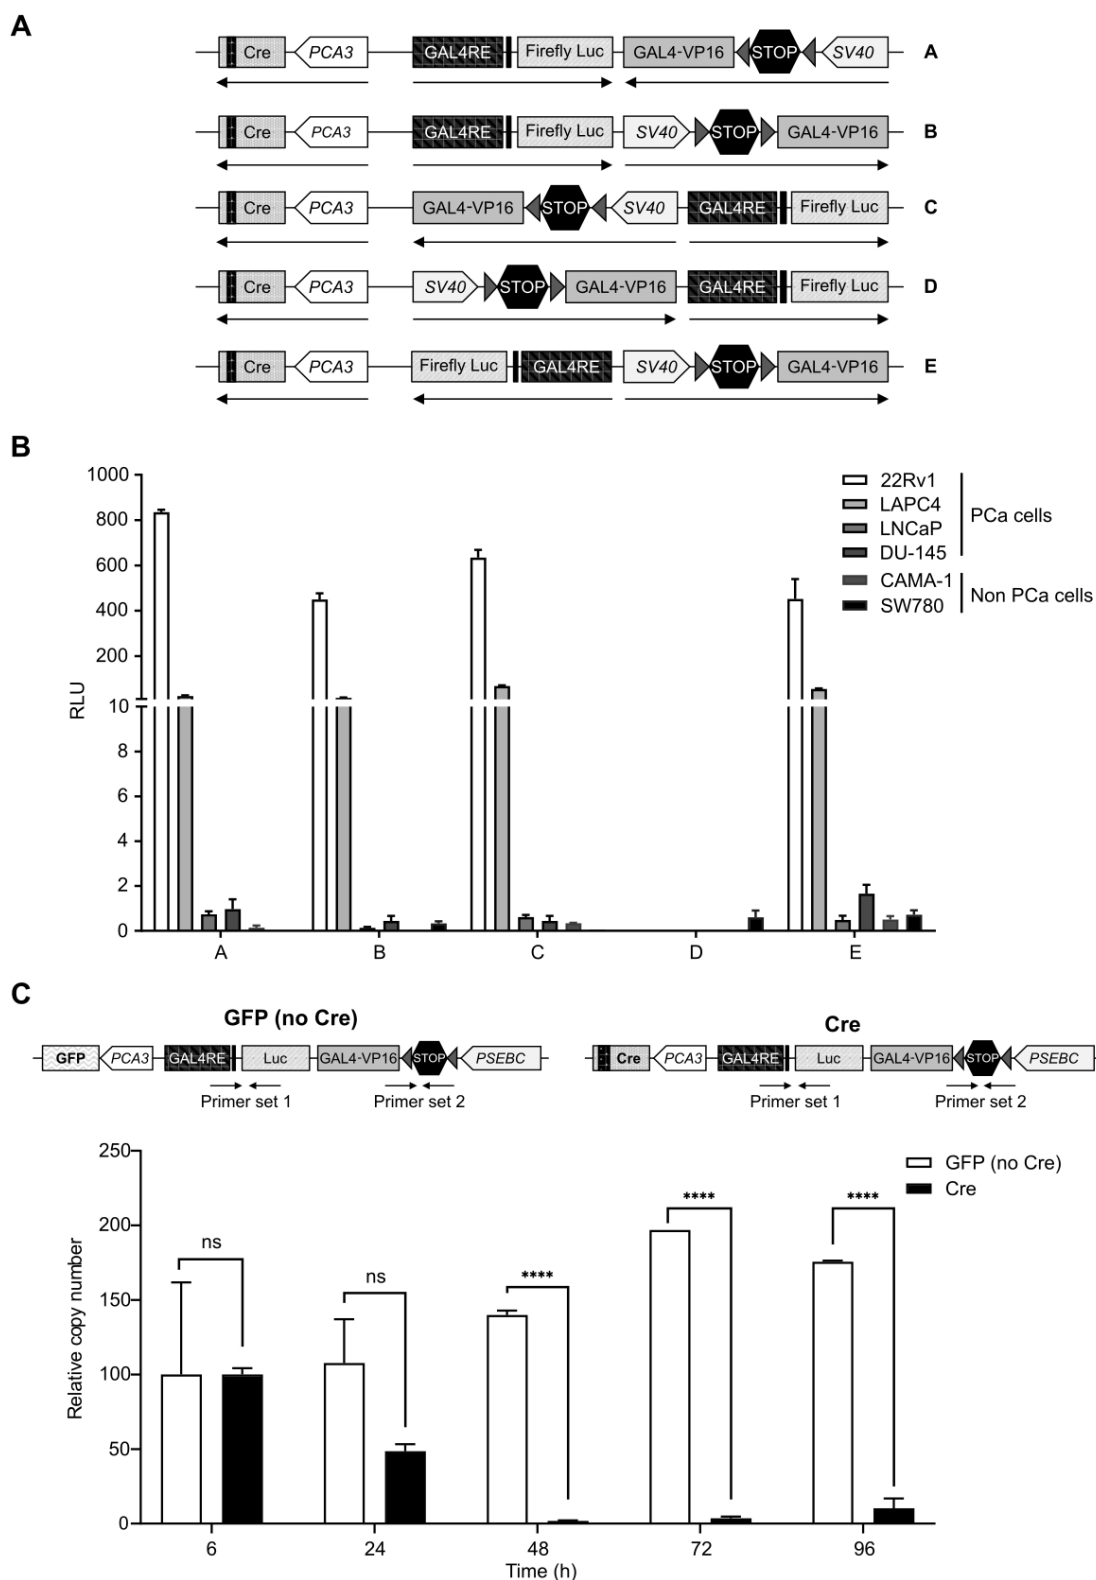 A
Cre PCA3 GAL4RE Firefly Luc GAL4-VP16 STOP SV40 A
Cre PCA3 GAL4RE Firefly Luc SV40 STOP GAL4-VP16 B
Cre PCA3 GAL4-VP16 STOP SV40 GAL4RE Firefly Luc C
Cre PCA3 SV40 STOP GAL4-VP16 GAL4RE Firefly Luc D
Cre PCA3 Firefly Luc GAL4RE SV40 STOP GAL4-VP16 E
B
1000
800
600
400
200
10
8
6
4
2
0
RLU
A B C D E
22Rv1
LAPC4
LNCaP
DU-145
PCa cells
CAMA-1
SW780
Non PCa cells
C
GFP (no Cre)
GFP PCA3 GAL4RE Luc GAL4-VP16 STOP PSEBC
Primer set 1 Primer set 2
Cre
Cre PCA3 GAL4RE Luc GAL4-VP16 STOP PSEBC
Primer set 1 Primer set 2
250
200
150
100
50
0
Relative copy number
ns
ns
****
****
****
GFP (no Cre)
Cre
6 24 48 72 96
Time (h)